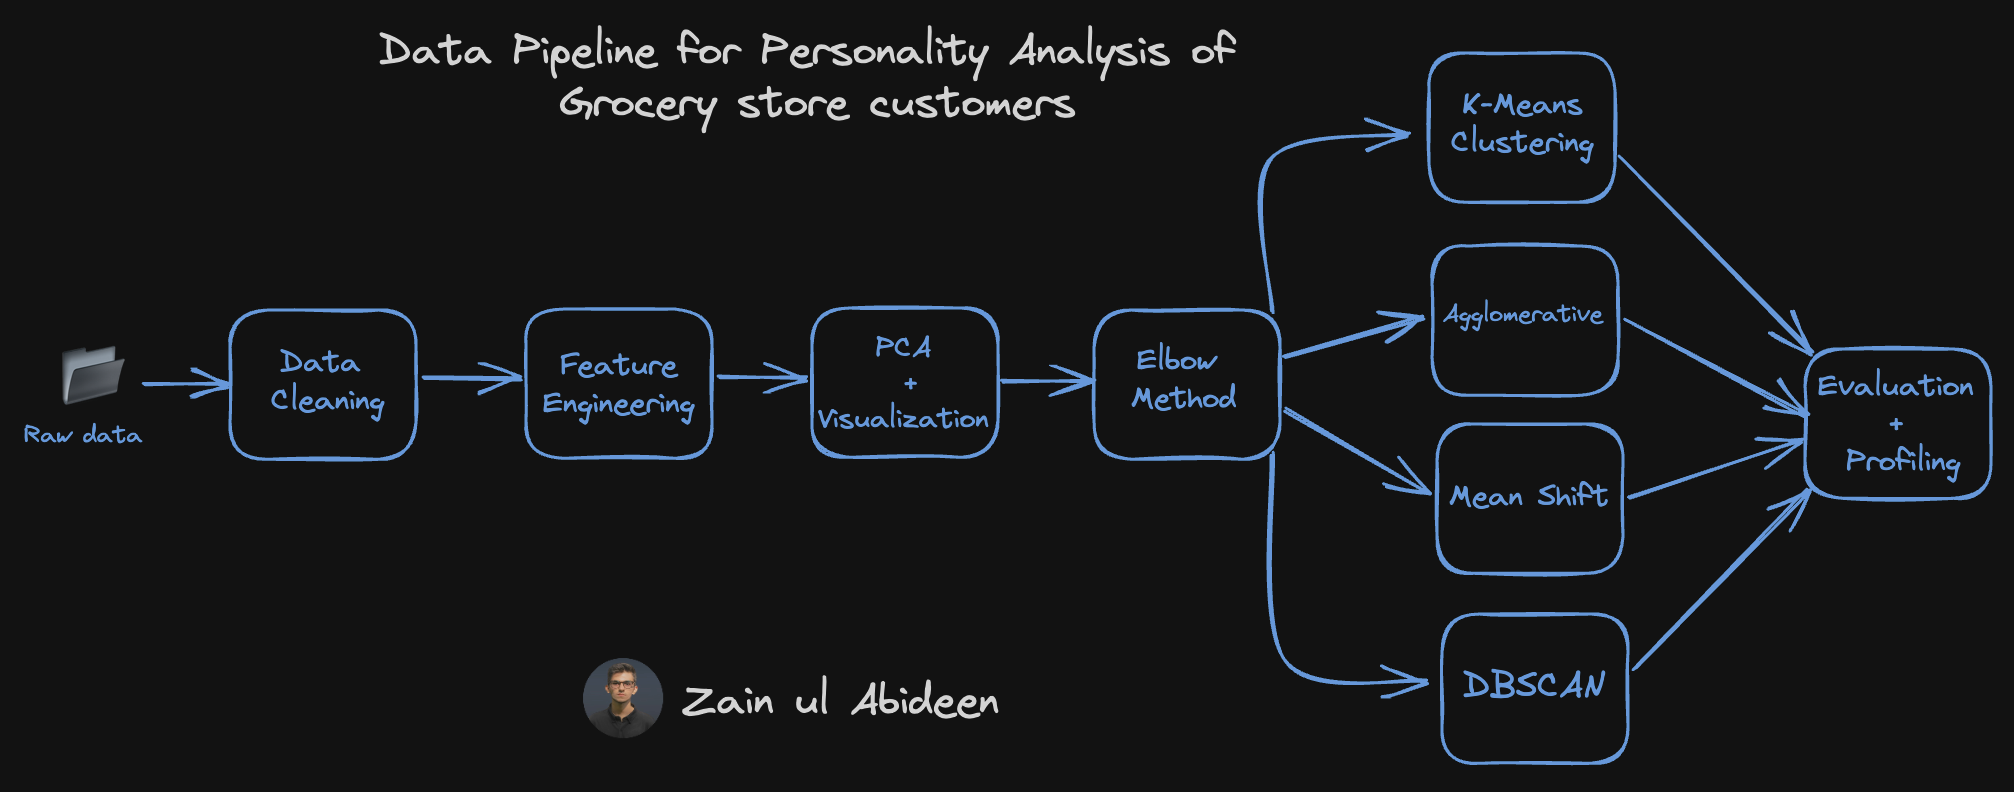 Data Pipeline for Personality Analysis of
Grocery store customers
Raw data
Data
Cleaning
Feature
Engineering
PCA
+
Visualization
Elbow
Method
K-Means
Clustering
Agglomerative
Mean Shift
DBSCAN
Evaluation
+
Profiling
Zain ul Abideen